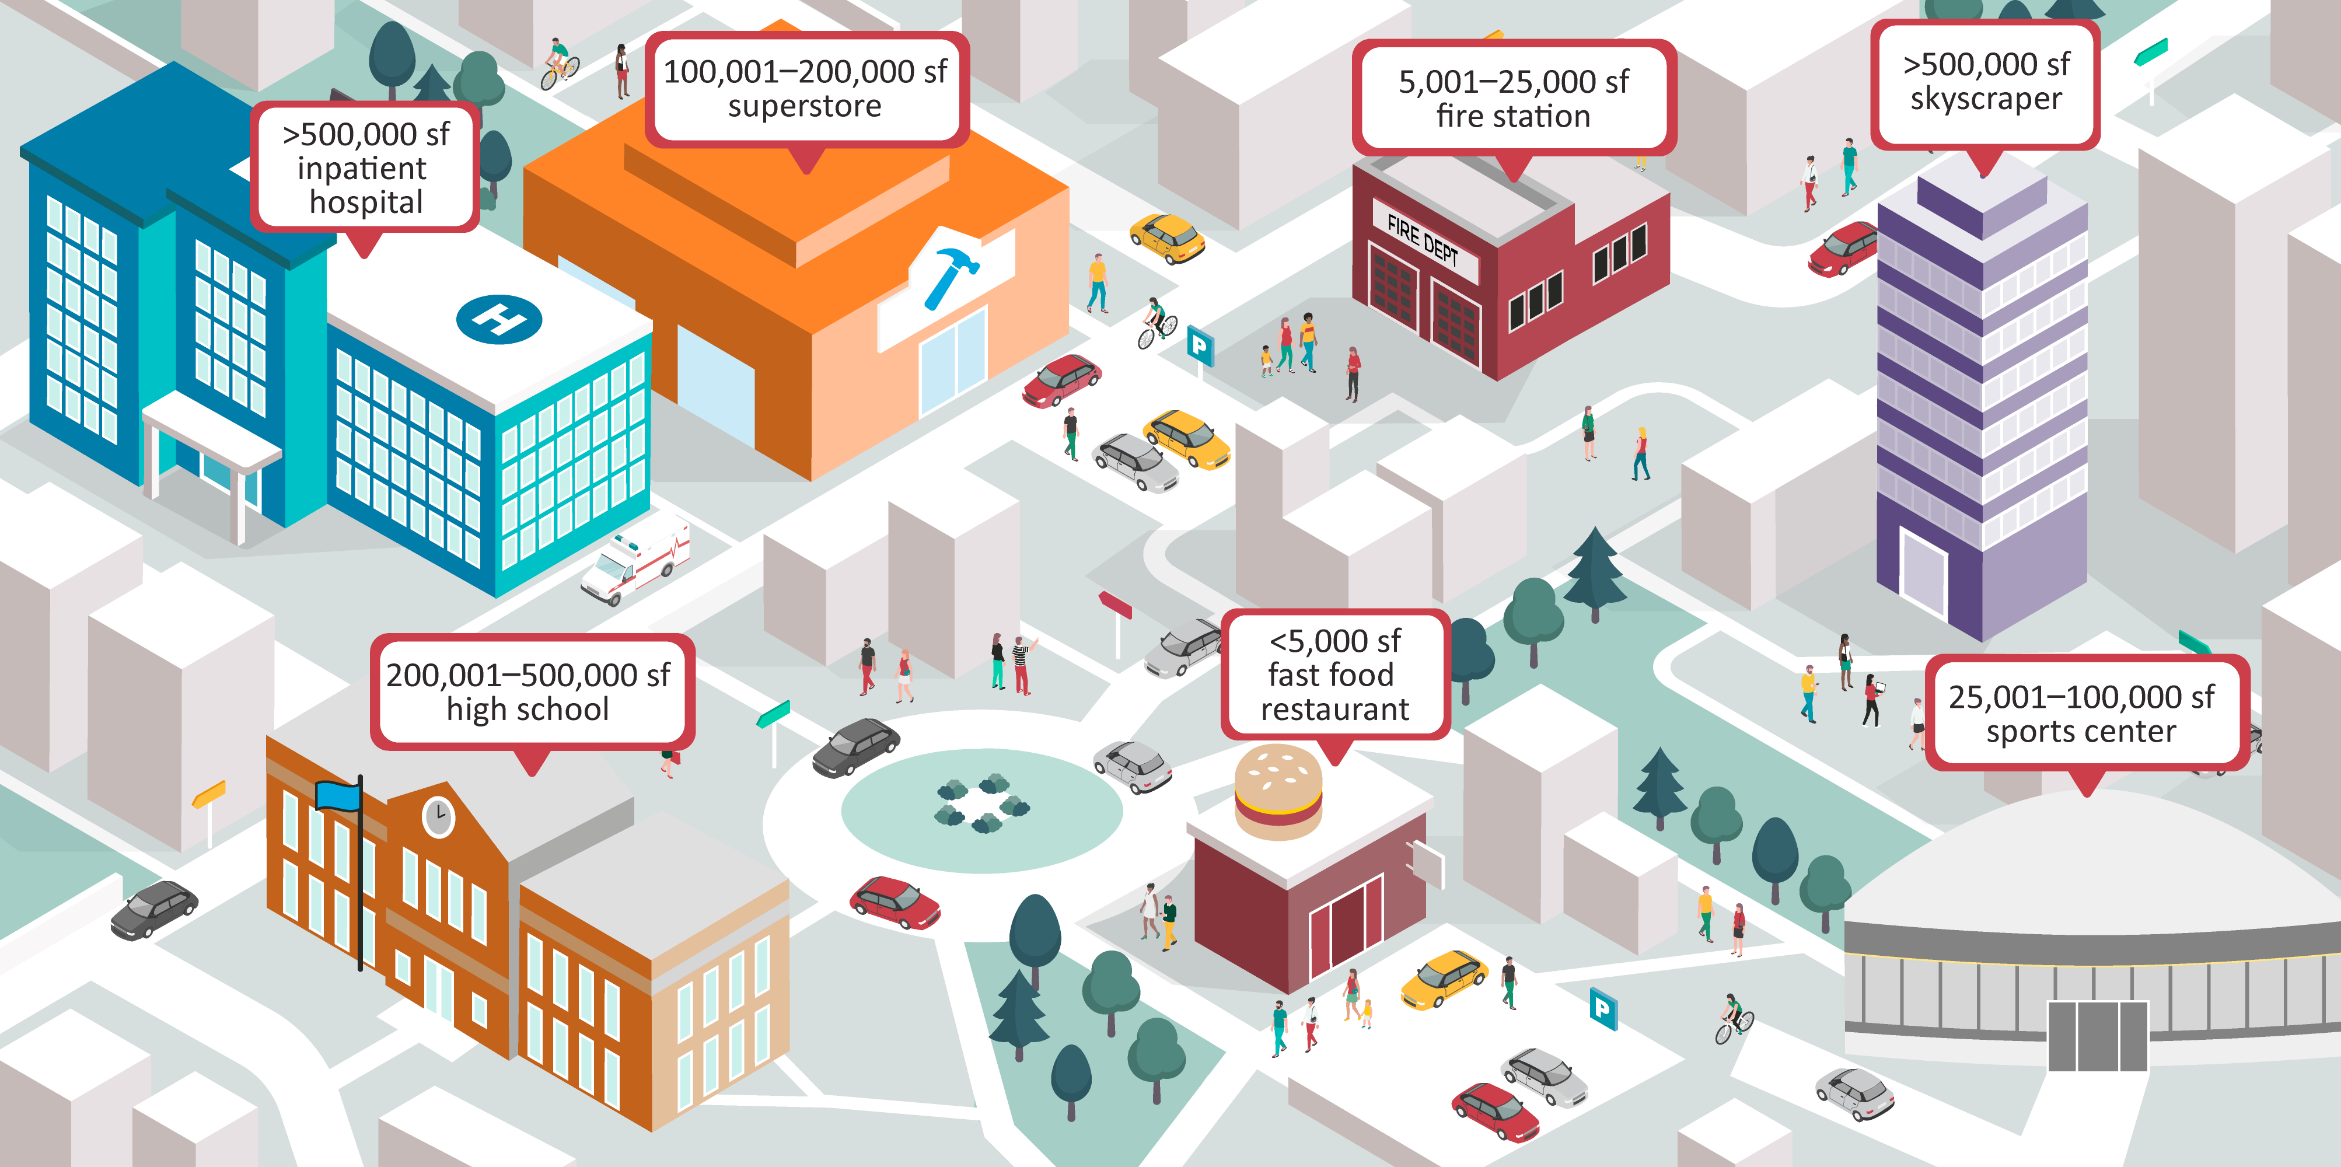 100,001–200,000 sf
superstore
5,001–25,000 sf
fire station
>500,000 sf
skyscraper
>500,000 sf
inpatient
hospital
FIRE DEPT
H
P
200,001–500,000 sf
high school
<5,000 sf
fast food
restaurant
25,001–100,000 sf
sports center
P